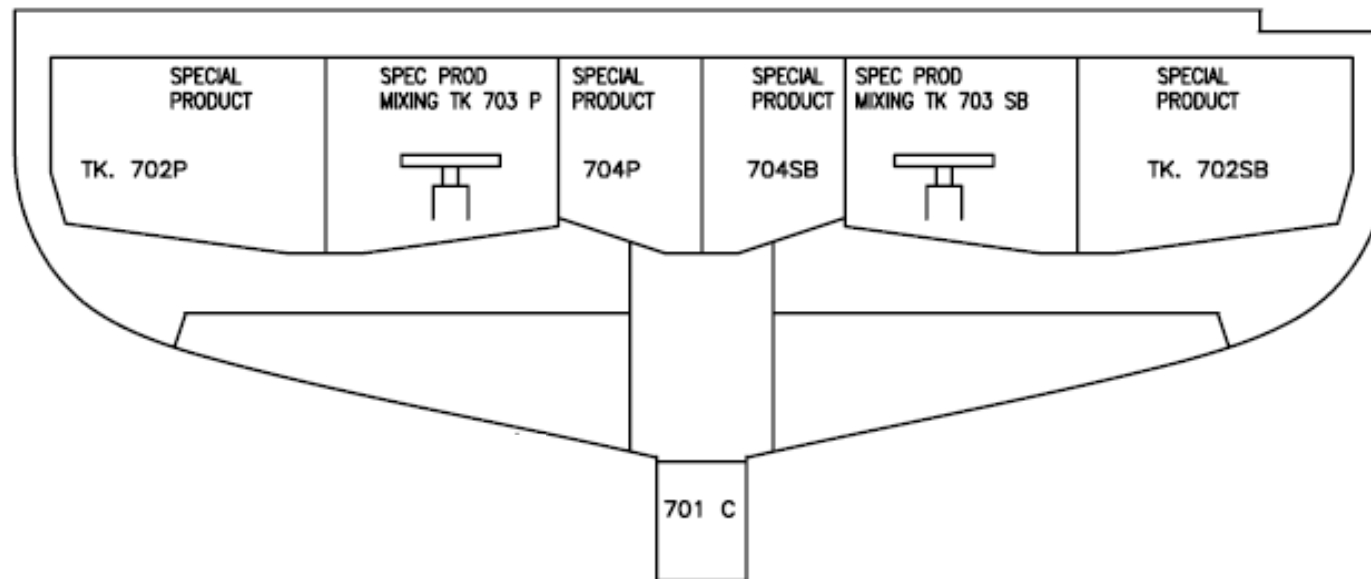 SPECIAL
PRODUCT
TK. 702P
SPEC PROD
MIXING TK 703 P
SPECIAL
PRODUCT
704P
SPECIAL
PRODUCT
704SB
SPEC PROD
MIXING TK 703 SB
SPECIAL
PRODUCT
TK. 702SB
701 C